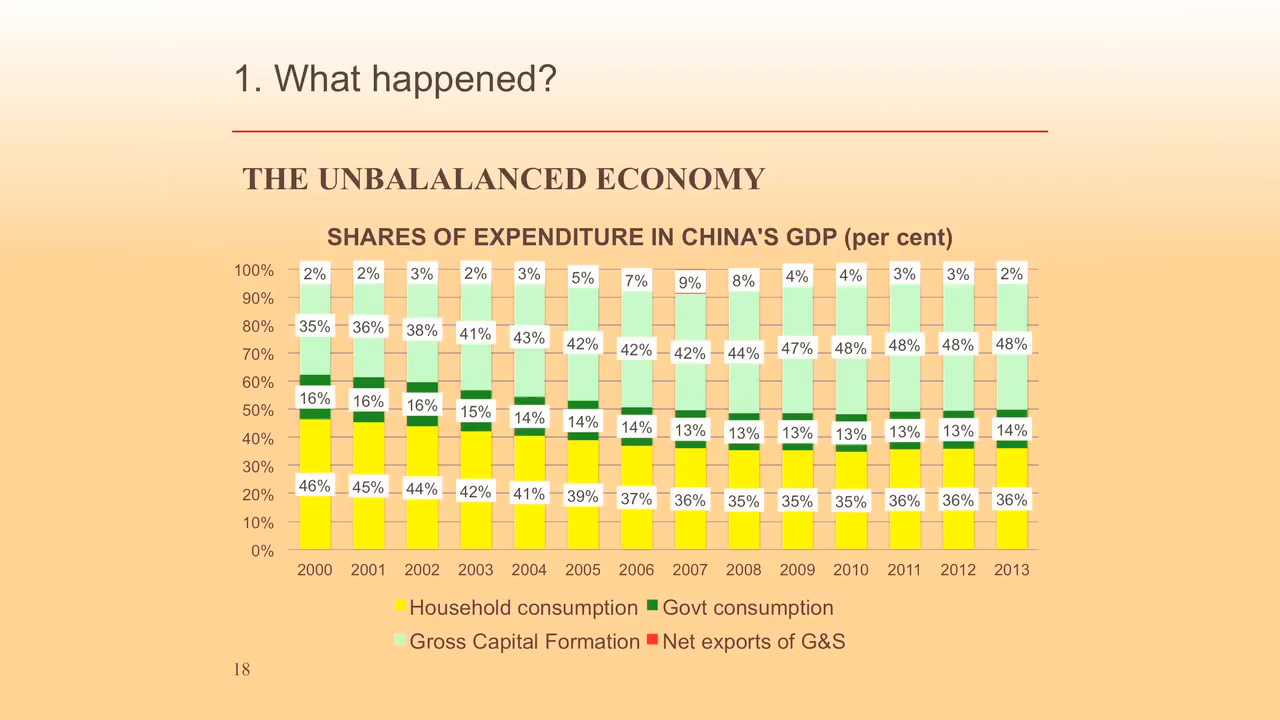 1. What happened?
THE UNBALALANCED ECONOMY
SHARES OF EXPENDITURE IN CHINA'S GDP (per cent)
100% 2% 2% 3% 2% 3% 5% 7% 9% 8% 4% 4% 3% 3% 2%
90%
80% 35% 36% 38% 41% 43% 42% 42% 42% 44% 47% 48% 48% 48% 48%
70%
60%
50% 16% 16% 16% 15% 14% 14% 14% 13% 13% 13% 13% 13% 13% 14%
40%
30%
20% 46% 45% 44% 42% 41% 39% 37% 36% 35% 35% 35% 36% 36% 36%
10%
0%
2000 2001 2002 2003 2004 2005 2006 2007 2008 2009 2010 2011 2012 2013
Household consumption Govt consumption
Gross Capital Formation Net exports of G&S
18